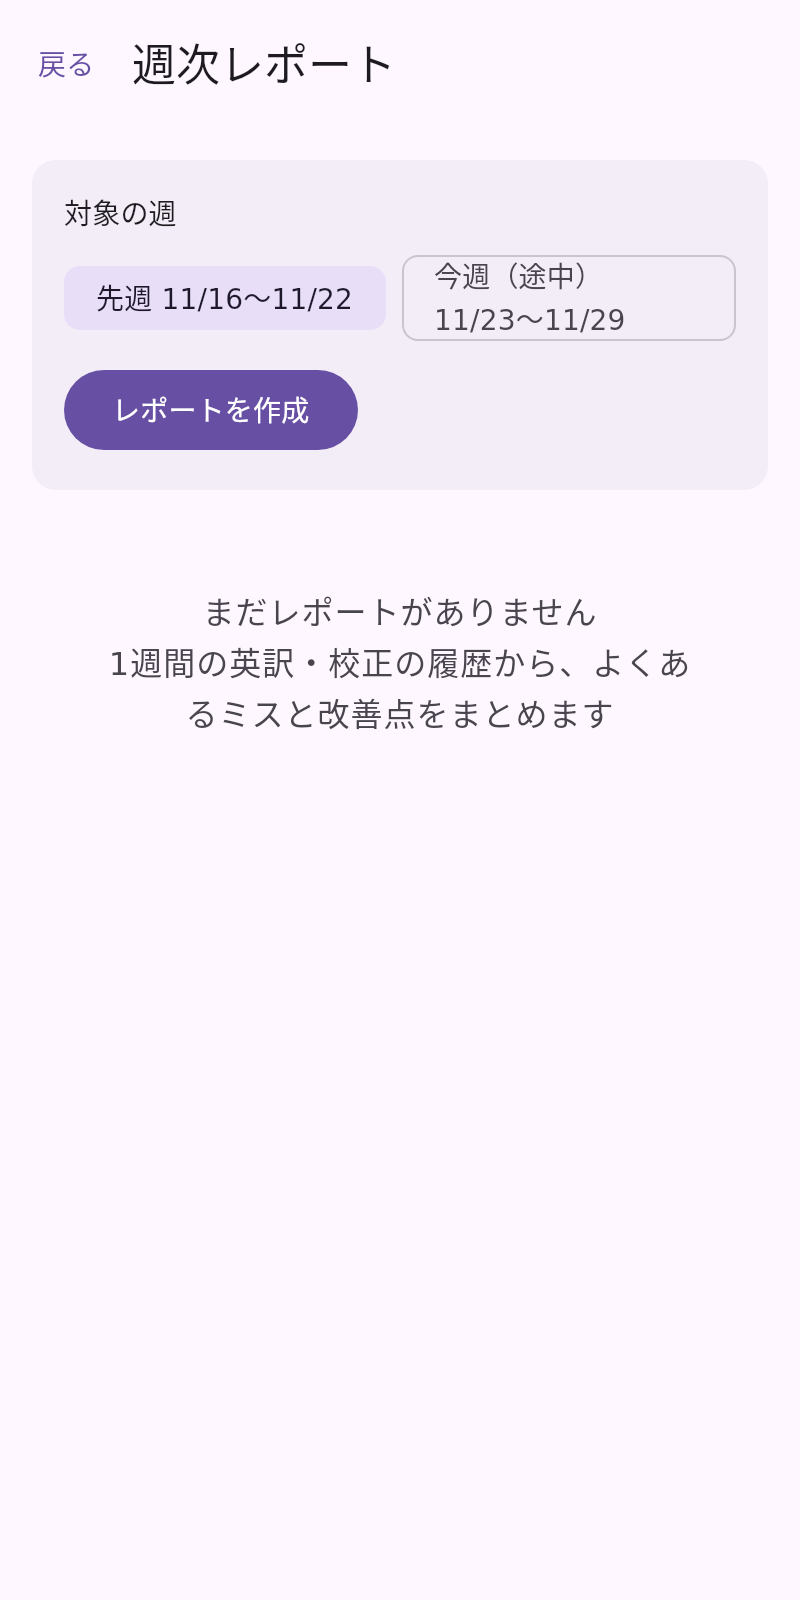 戻る
週次レポート
対象の週
先週 11/16〜11/22
今週（途中）
11/23〜11/29
レポートを作成
まだレポートがありません
1週間の英訳・校正の履歴から、よくあ
るミスと改善点をまとめます